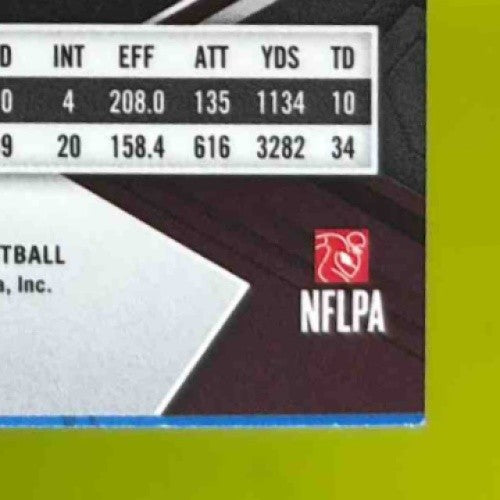 D INT EFF ATT YDS TD
0 4 208.0 135 1134 10
9 20 158.4 616 3282 34
TBALL
a, Inc.
NFLPA